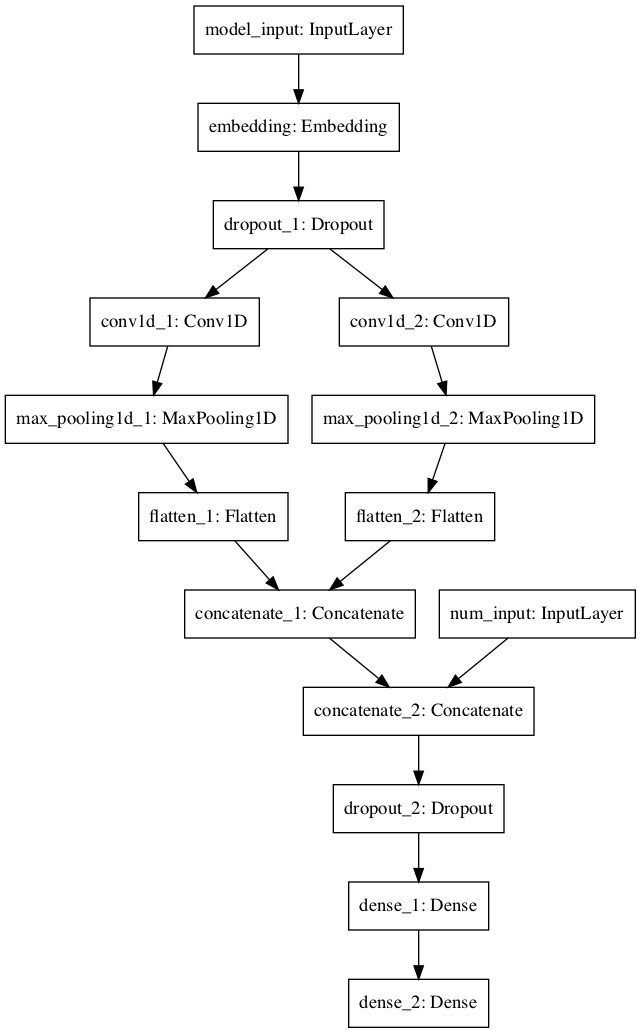 model_input: InputLayer
embedding: Embedding
dropout_1: Dropout
conv1d_1: Conv1D
conv1d_2: Conv1D
max_pooling1d_1: MaxPooling1D
max_pooling1d_2: MaxPooling1D
flatten_1: Flatten
flatten_2: Flatten
concatenate_1: Concatenate
num_input: InputLayer
concatenate_2: Concatenate
dropout_2: Dropout
dense_1: Dense
dense_2: Dense